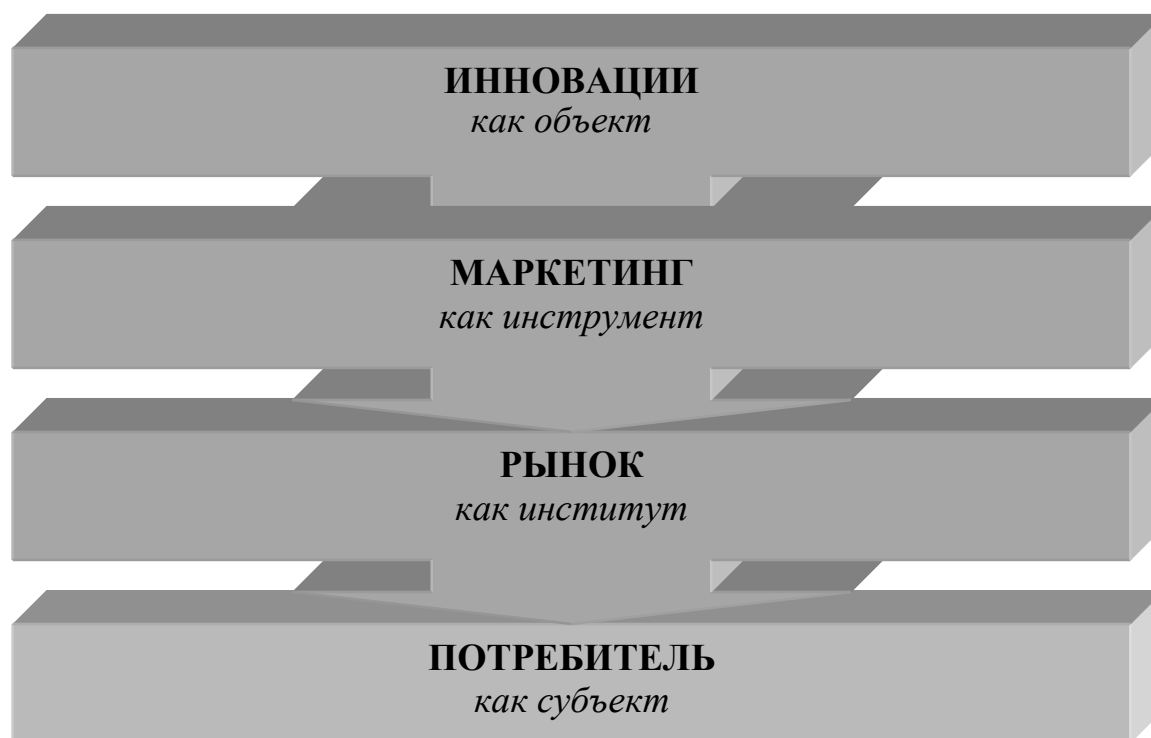 ИННОВАЦИИ
как объект
МАРКЕТИНГ
как инструмент
РЫНОК
как институт
ПОТРЕБИТЕЛЬ
как субъект